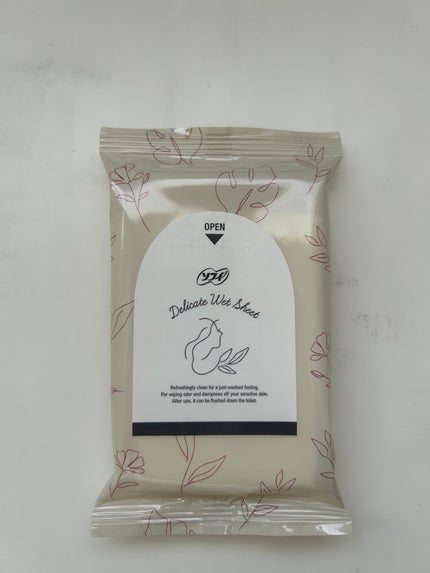 OPEN
ソフィ
Delicate Wet Sheet
Refreshingly clean for a just-washed feeling.
For wiping odor and dampness off your sensitive skin.
After use, it can be flushed down the toilet.